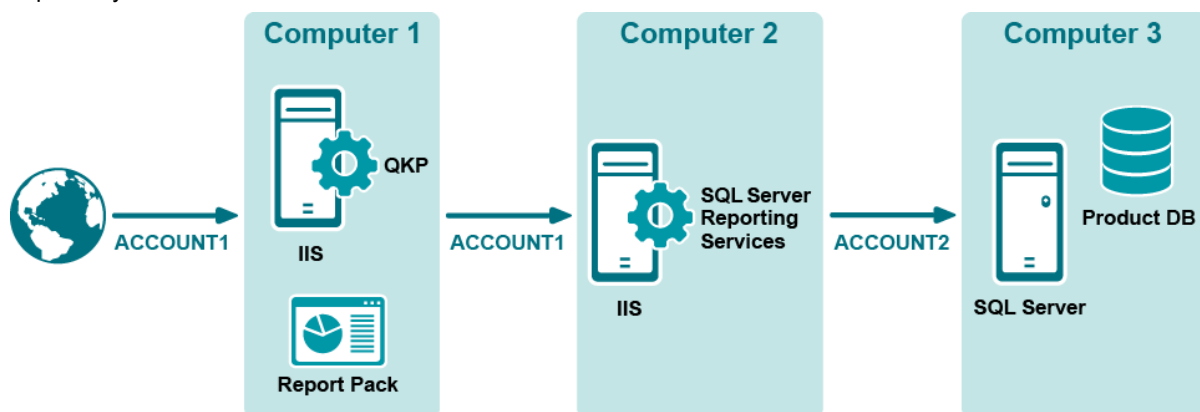 Computer 1
Computer 2
Computer 3
QKP
IIS
Report Pack
ACCOUNT1
ACCOUNT1
SQL Server
Reporting
Services
IIS
ACCOUNT2
Product DB
SQL Server